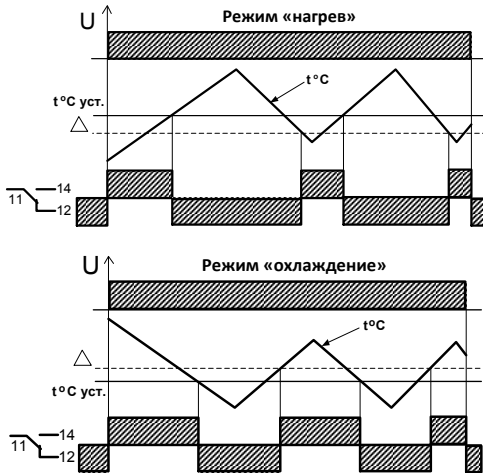 Режим «нагрев»
U
t°C
t°C уст.
△
14
11
12
Режим «охлаждение»
U
t°C
△
t°C уст.
14
11
12